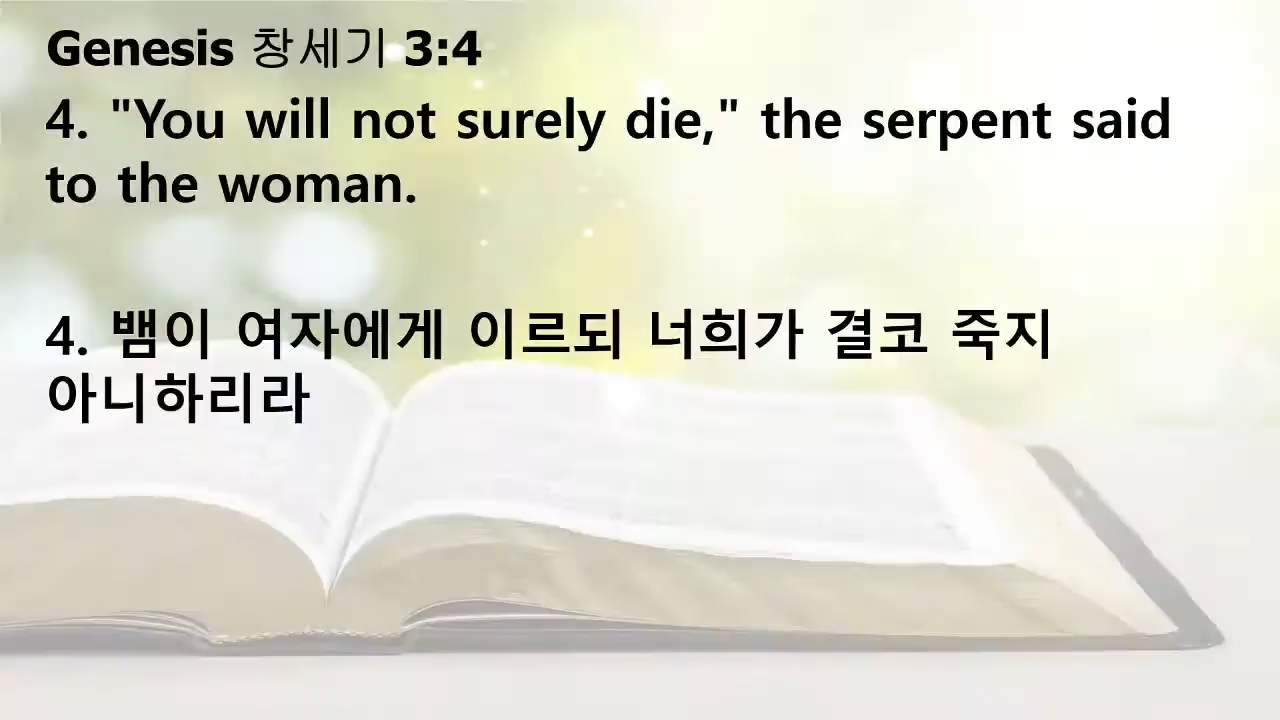 Genesis 창세기 3:4
4. "You will not surely die," the serpent said
to the woman.
4. 뱀이 여자에게 이르되 너희가 결코 죽지
아니하리라